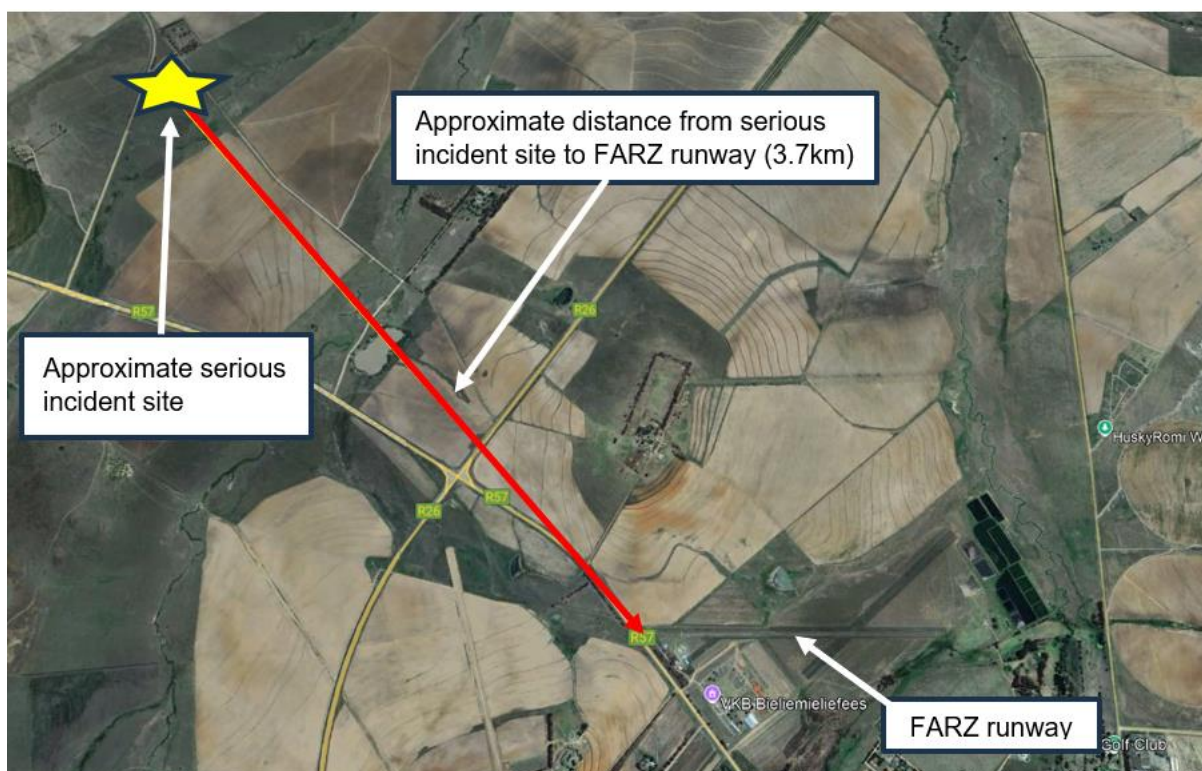 Approximate distance from serious
incident site to FARZ runway (3.7km)
R57
R26
Approximate serious
incident site
HuskyRomi W
R57
R26
R57
VKB Bieliemieliefees
FARZ runway
Golf Club